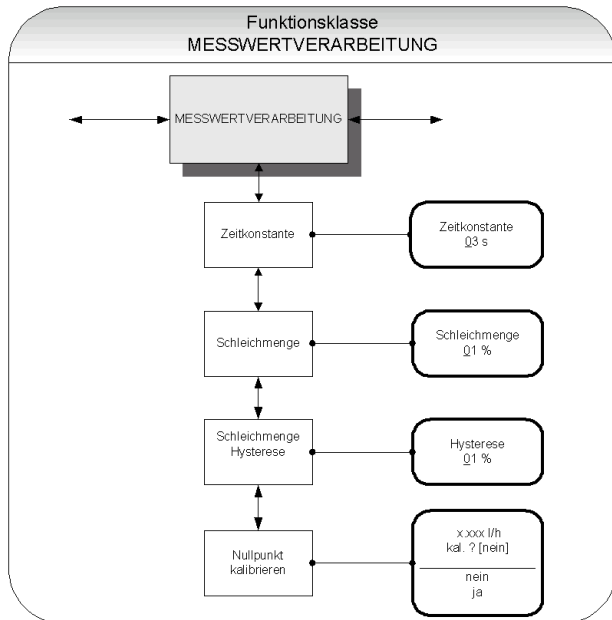 Funktionsklasse
MESSWERTVERARBEITUNG
MESSWERTVERARBEITUNG
Zeitkonstante
Zeitkonstante
03 s
Schleichmenge
Schleichmenge
01 %
Schleichmenge
Hysterese
Hysterese
01 %
Nullpunkt
kalibrieren
x.xxx l/h
kal. ? [nein]
nein
ja